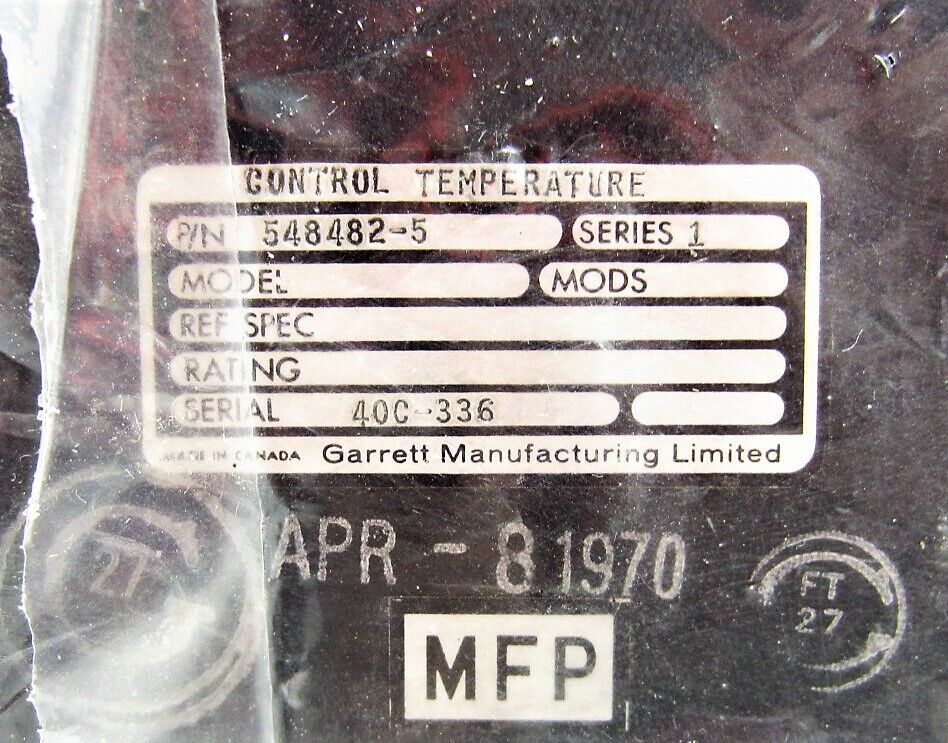 CONTROL TEMPERATURE
P/N 548482-5 SERIES 1
MODEL MODS
REF SPEC
RATING
SERIAL 40C-336
MADE IN CANADA Garrett Manufacturing Limited
APR - 8 1970
27
FT
27
MFP